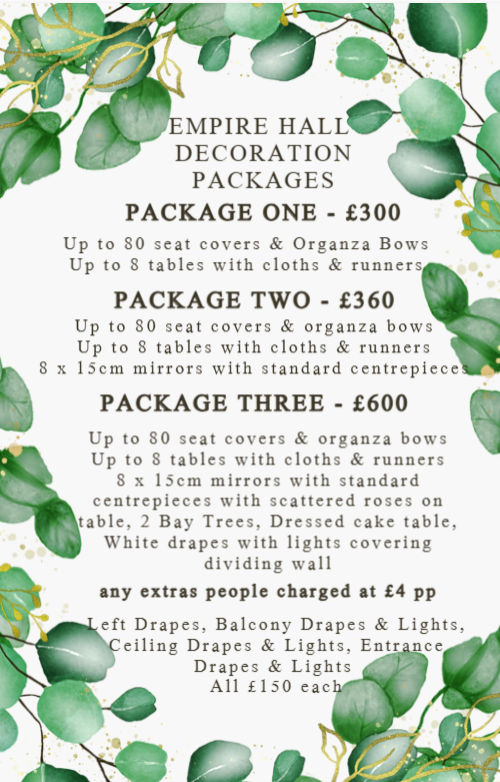 EMPIRE HALL
DECORATION
PACKAGES
PACKAGE ONE - £300
Up to 80 seat covers & Organza Bows
Up to 8 tables with cloths & runners
PACKAGE TWO - £360
Up to 80 seat covers & organza bows
Up to 8 tables with cloths & runners
8 x 15cm mirrors with standard centrepieces
PACKAGE THREE - £600
Up to 80 seat covers & organza bows
Up to 8 tables with cloths & runners
8 x 15cm mirrors with standard
centrepieces with scattered roses on
table, 2 Bay Trees, Dressed cake table,
White drapes with lights covering
dividing wall
any extras people charged at £4 pp
Left Drapes, Balcony Drapes & Lights,
Ceiling Drapes & Lights, Entrance
Drapes & Lights
All £150 each